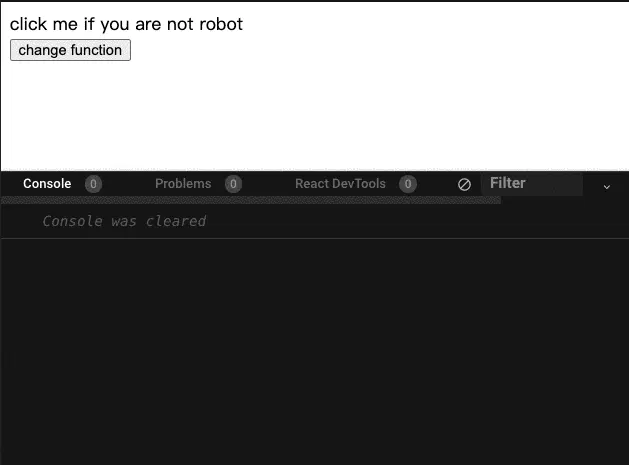 click me if you are not robot
change function
Console 0 Problems 0 React DevTools 0 Filter
Console was cleared